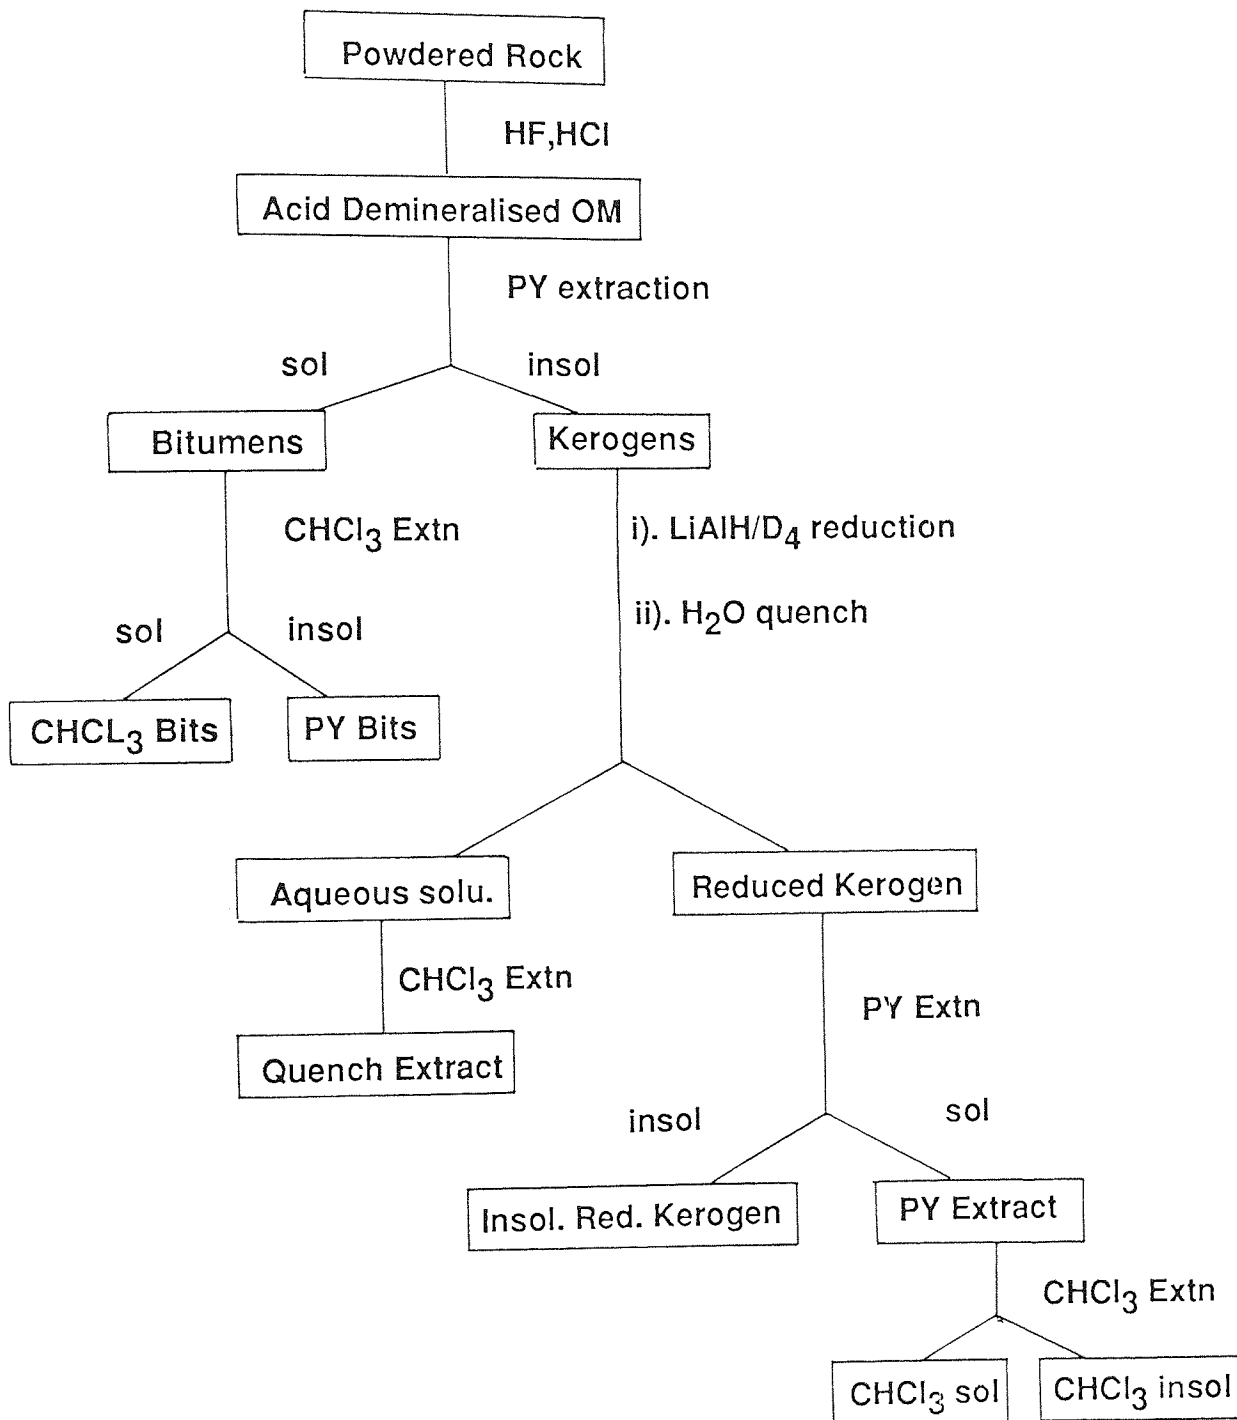 Powdered Rock
HF,HCl
Acid Demineralised OM
PY extraction
sol
insol
Bitumens
Kerogens
CHCl₃ Extn
i). LiAlH/D₄ reduction
ii). H₂O quench
sol
insol
CHCL₃ Bits
PY Bits
Aqueous solu.
Reduced Kerogen
CHCl₃ Extn
PY Extn
Quench Extract
insol
sol
Insol. Red. Kerogen
PY Extract
CHCl₃ Extn
CHCl₃ sol
CHCl₃ insol